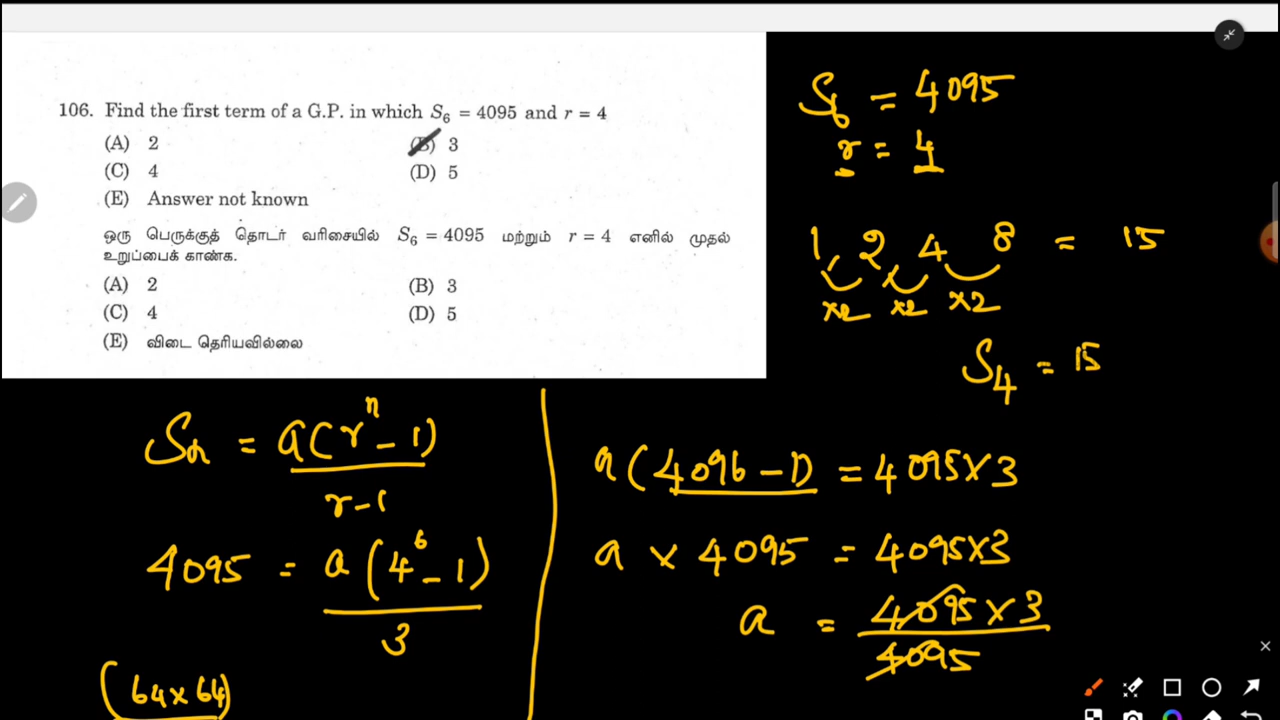 106. Find the first term of a G.P. in which S₆ = 4095 and r = 4
(A) 2 (B) 3
(C) 4 (D) 5
(E) Answer not known
ஒரு பெருக்குத் தொடர் வரிசையில் S₆ = 4095 மற்றும் r = 4 எனில் முதல்
உறுப்பைக் காண்க.
(A) 2 (B) 3
(C) 4 (D) 5
(E) விடை தெரியவில்லை
S₆ = 4095
r = 4
1, 2 4 8 = 15
×2 ×2 ×2
S₄ = 15
Sₙ = a(rⁿ - 1)
r - 1
4095 = a(4⁶ - 1)
3
(64×64)
a(4096 - 1) = 4095×3
a × 4095 = 4095×3
a = 4095×3
4095